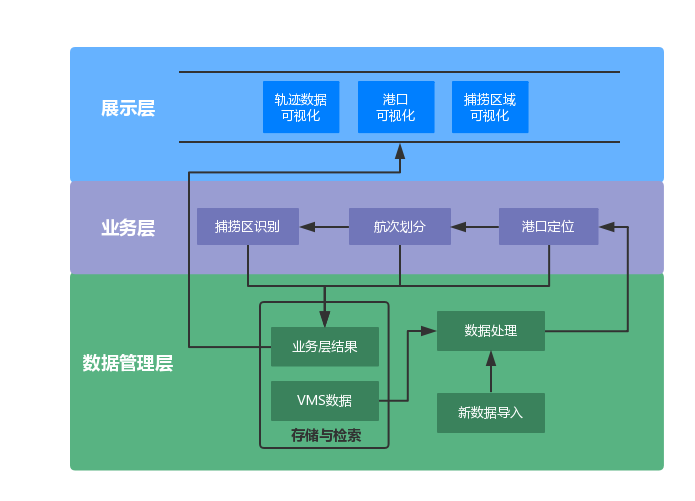 展示层
轨迹数据
可视化
港口
可视化
捕捞区域
可视化
业务层
捕捞区识别
航次划分
港口定位
数据管理层
业务层结果
VMS数据
存储与检索
数据处理
新数据导入